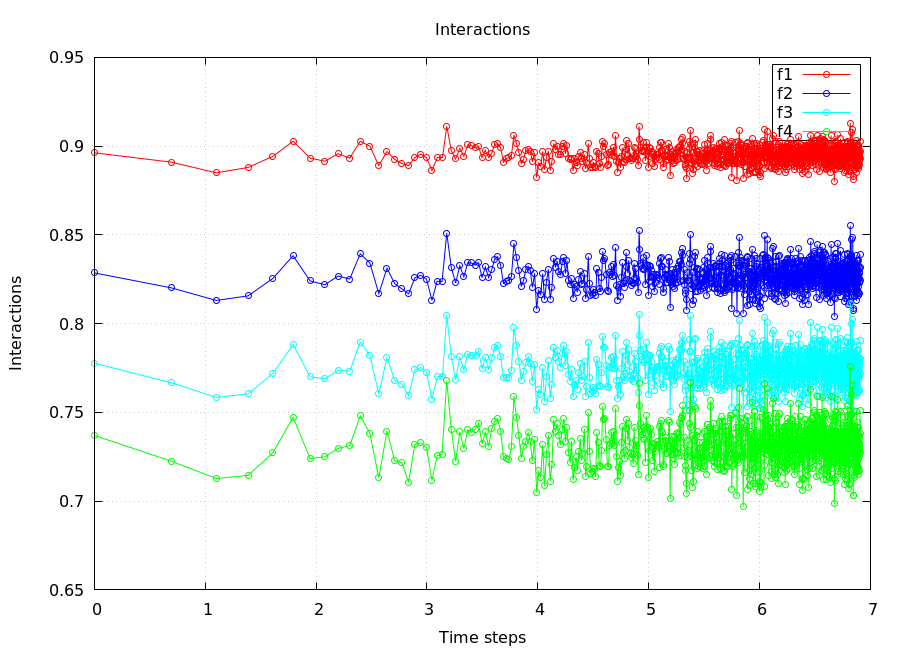 Interactions
0.95
0.9
0.85
0.8
0.75
0.7
0.65
Interactions
f1
f2
f3
f4
0 1 2 3 4 5 6 7
Time steps